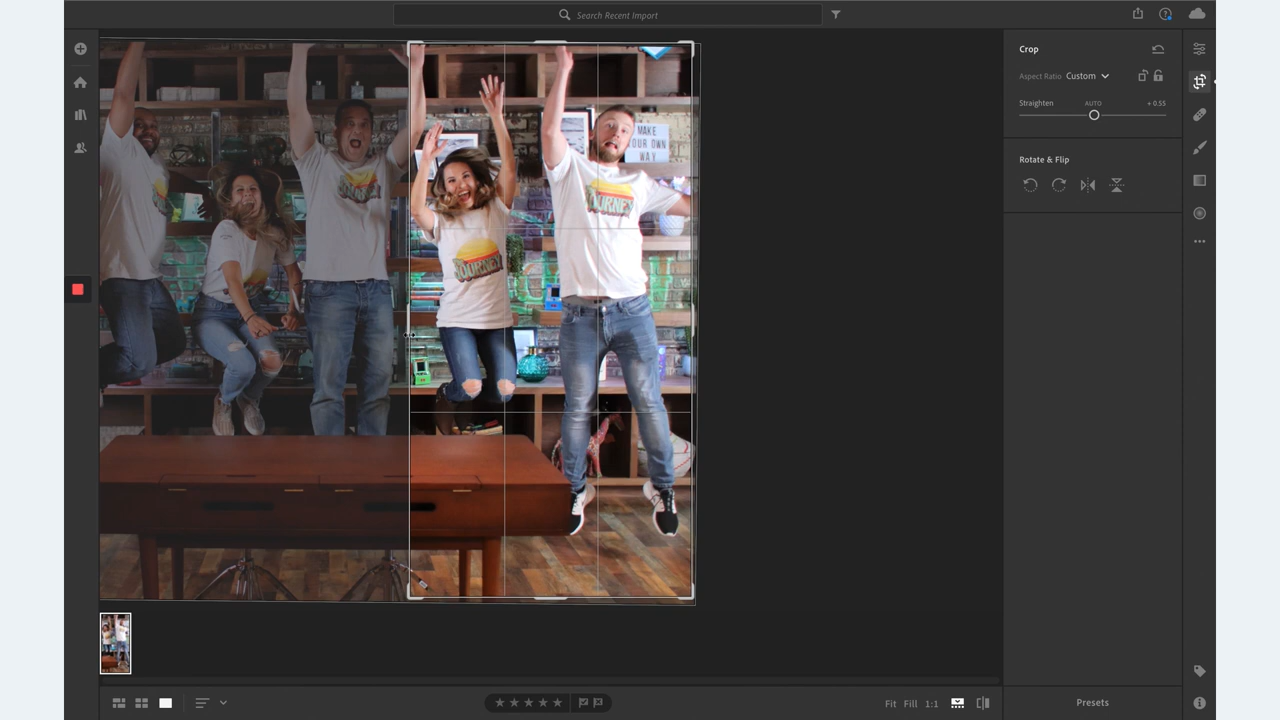 Search Recent Import
Crop
Aspect Ratio Custom
Straighten AUTO + 0.55
Rotate & Flip
MAKE
YOUR OWN
WAY
JOURNEY
JOURNEY
Fit Fill 1:1
Presets